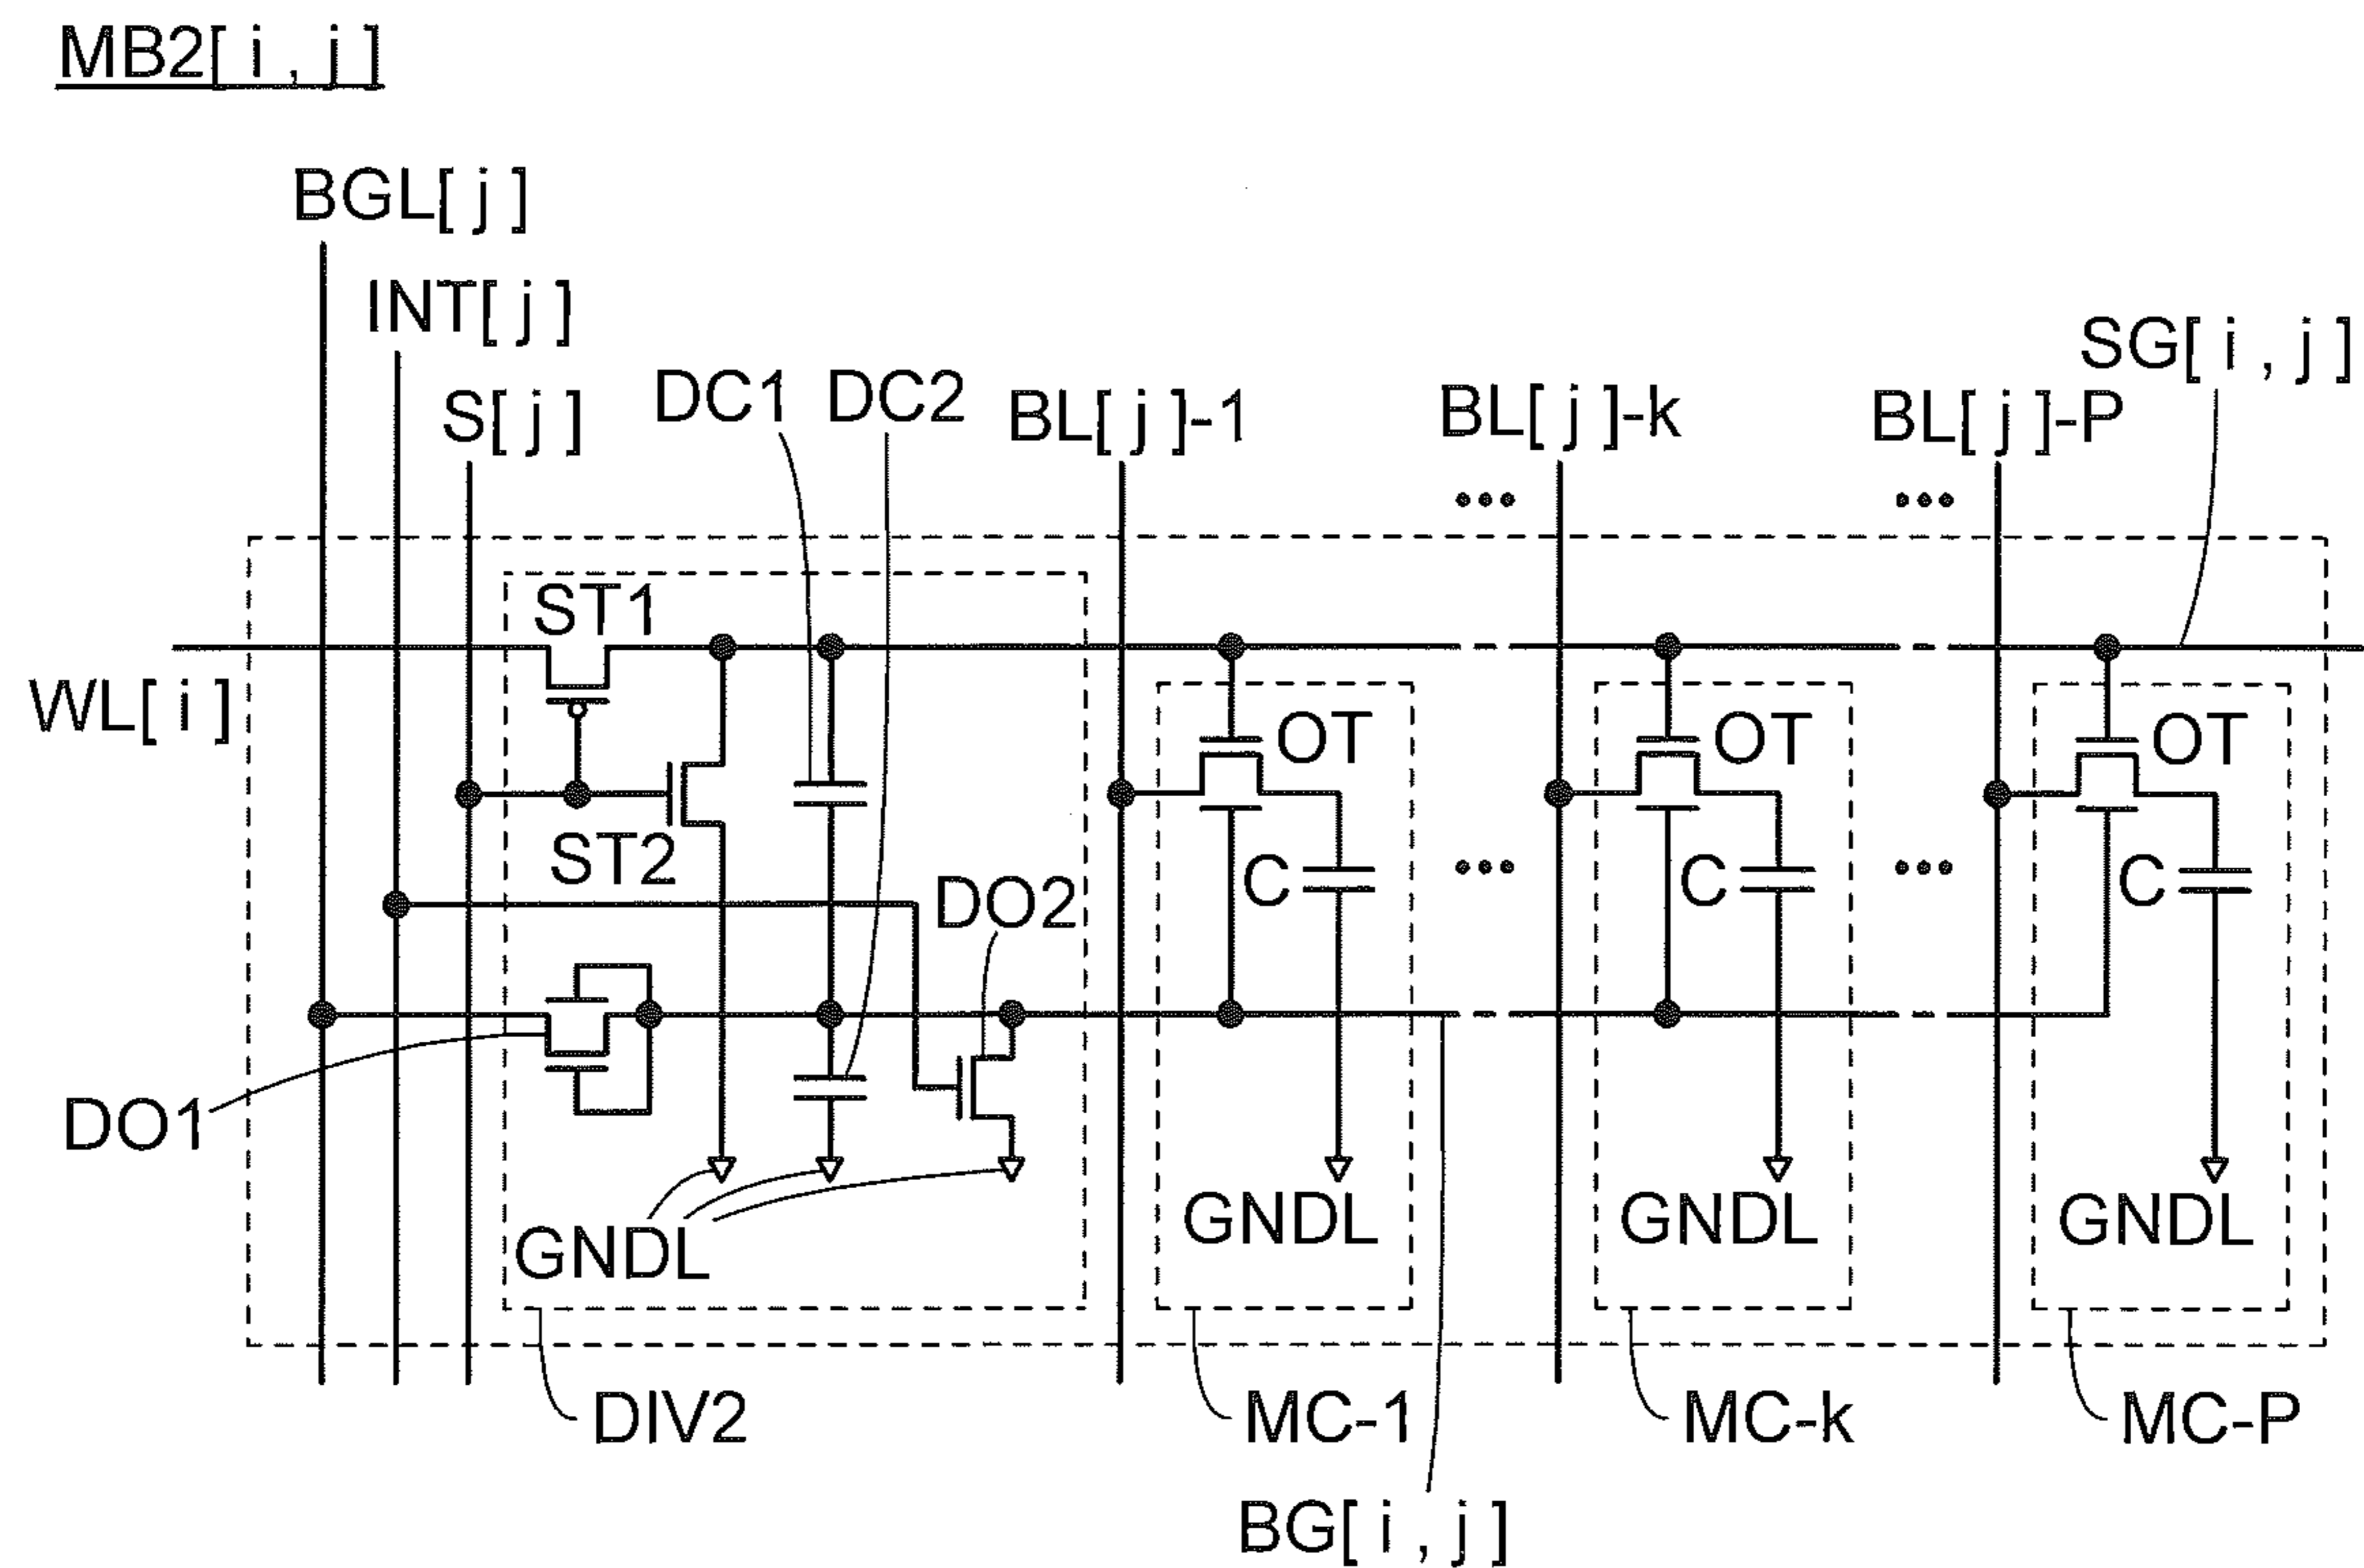 MB2[ i , j ]
BGL[ j ]
INT[ j ]
S[ j ]
DC1
DC2
BL[ j ]-1
BL[ j ]-k
BL[ j ]-P
SG[ i , j ]
WL[ i ]
ST1
ST2
DO2
DO1
GNDL
OT
C
GNDL
OT
C
GNDL
OT
C
GNDL
DIV2
MC-1
MC-k
MC-P
BG[ i , j ]